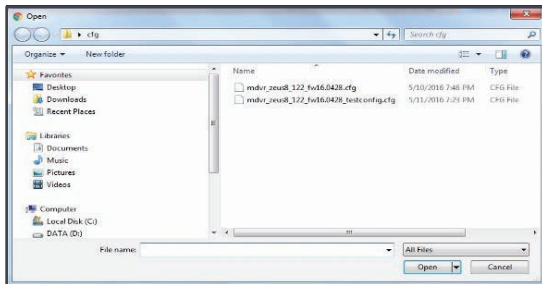 Open
cfg
Search cfg
Organize
New folder
Favorites
Desktop
Downloads
Recent Places
Libraries
Documents
Music
Pictures
Videos
Computer
Local Disk (C:)
DATA (D:)
Name
Date modified
Type
mdvr_zeus8_122_fw16.0428.cfg
5/10/2016 7:46 PM
CFG File
mdvr_zeus8_122_fw16.0428_testconfig.cfg
5/11/2016 7:23 PM
CFG File
File name:
All Files
Open
Cancel